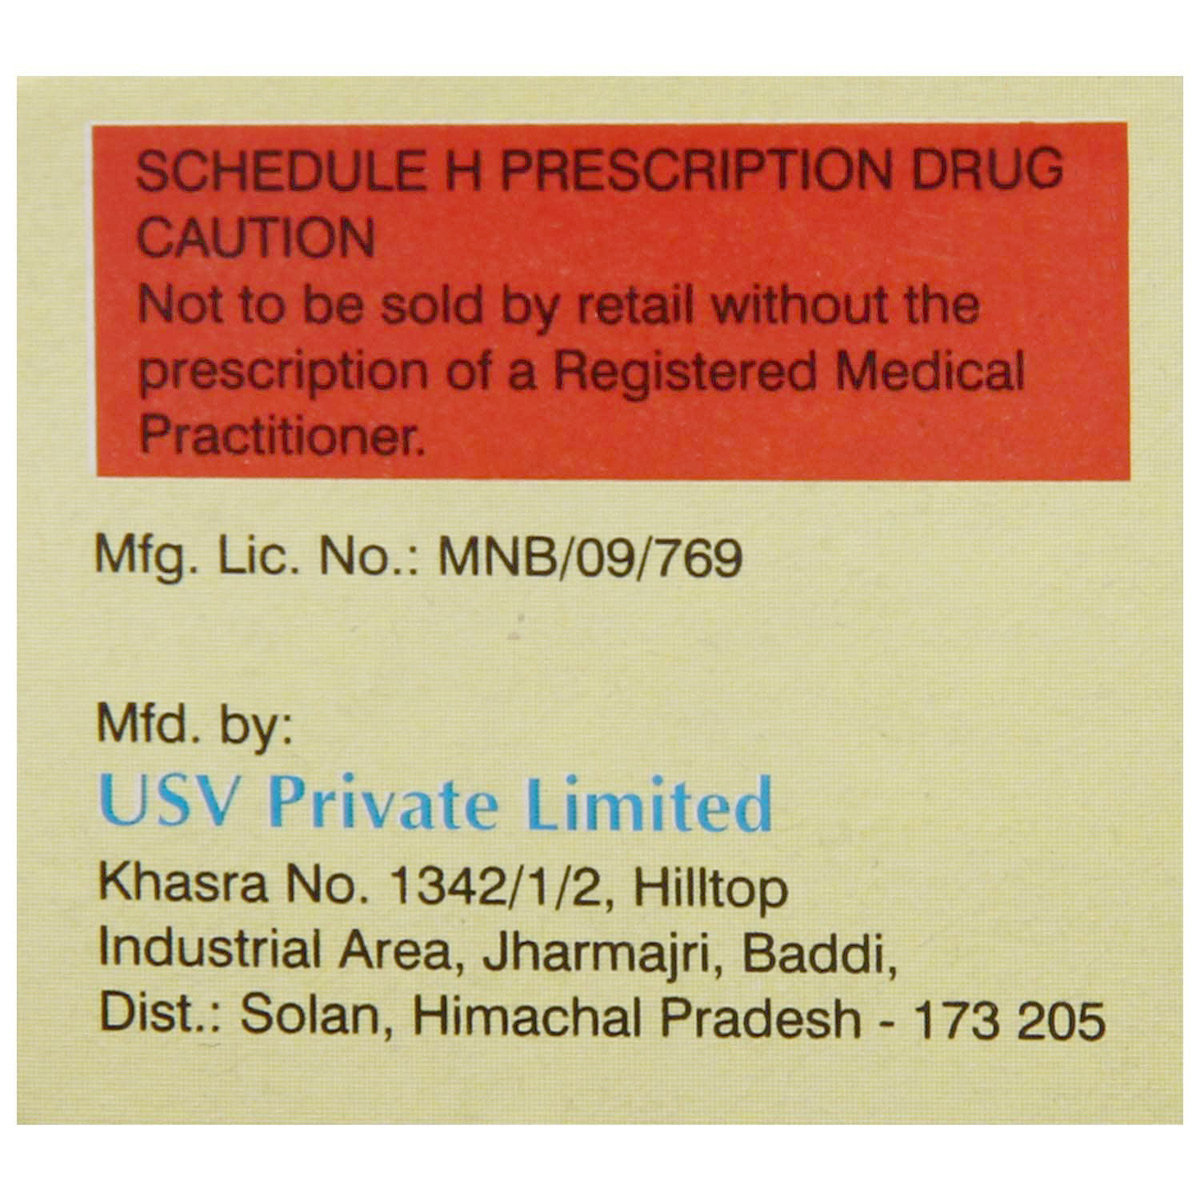 SCHEDULE H PRESCRIPTION DRUG
CAUTION
Not to be sold by retail without the
prescription of a Registered Medical
Practitioner.
Mfg. Lic. No.: MNB/09/769
Mfd. by:
USV Private Limited
Khasra No. 1342/1/2, Hilltop
Industrial Area, Jharmajri, Baddi,
Dist.: Solan, Himachal Pradesh - 173 205